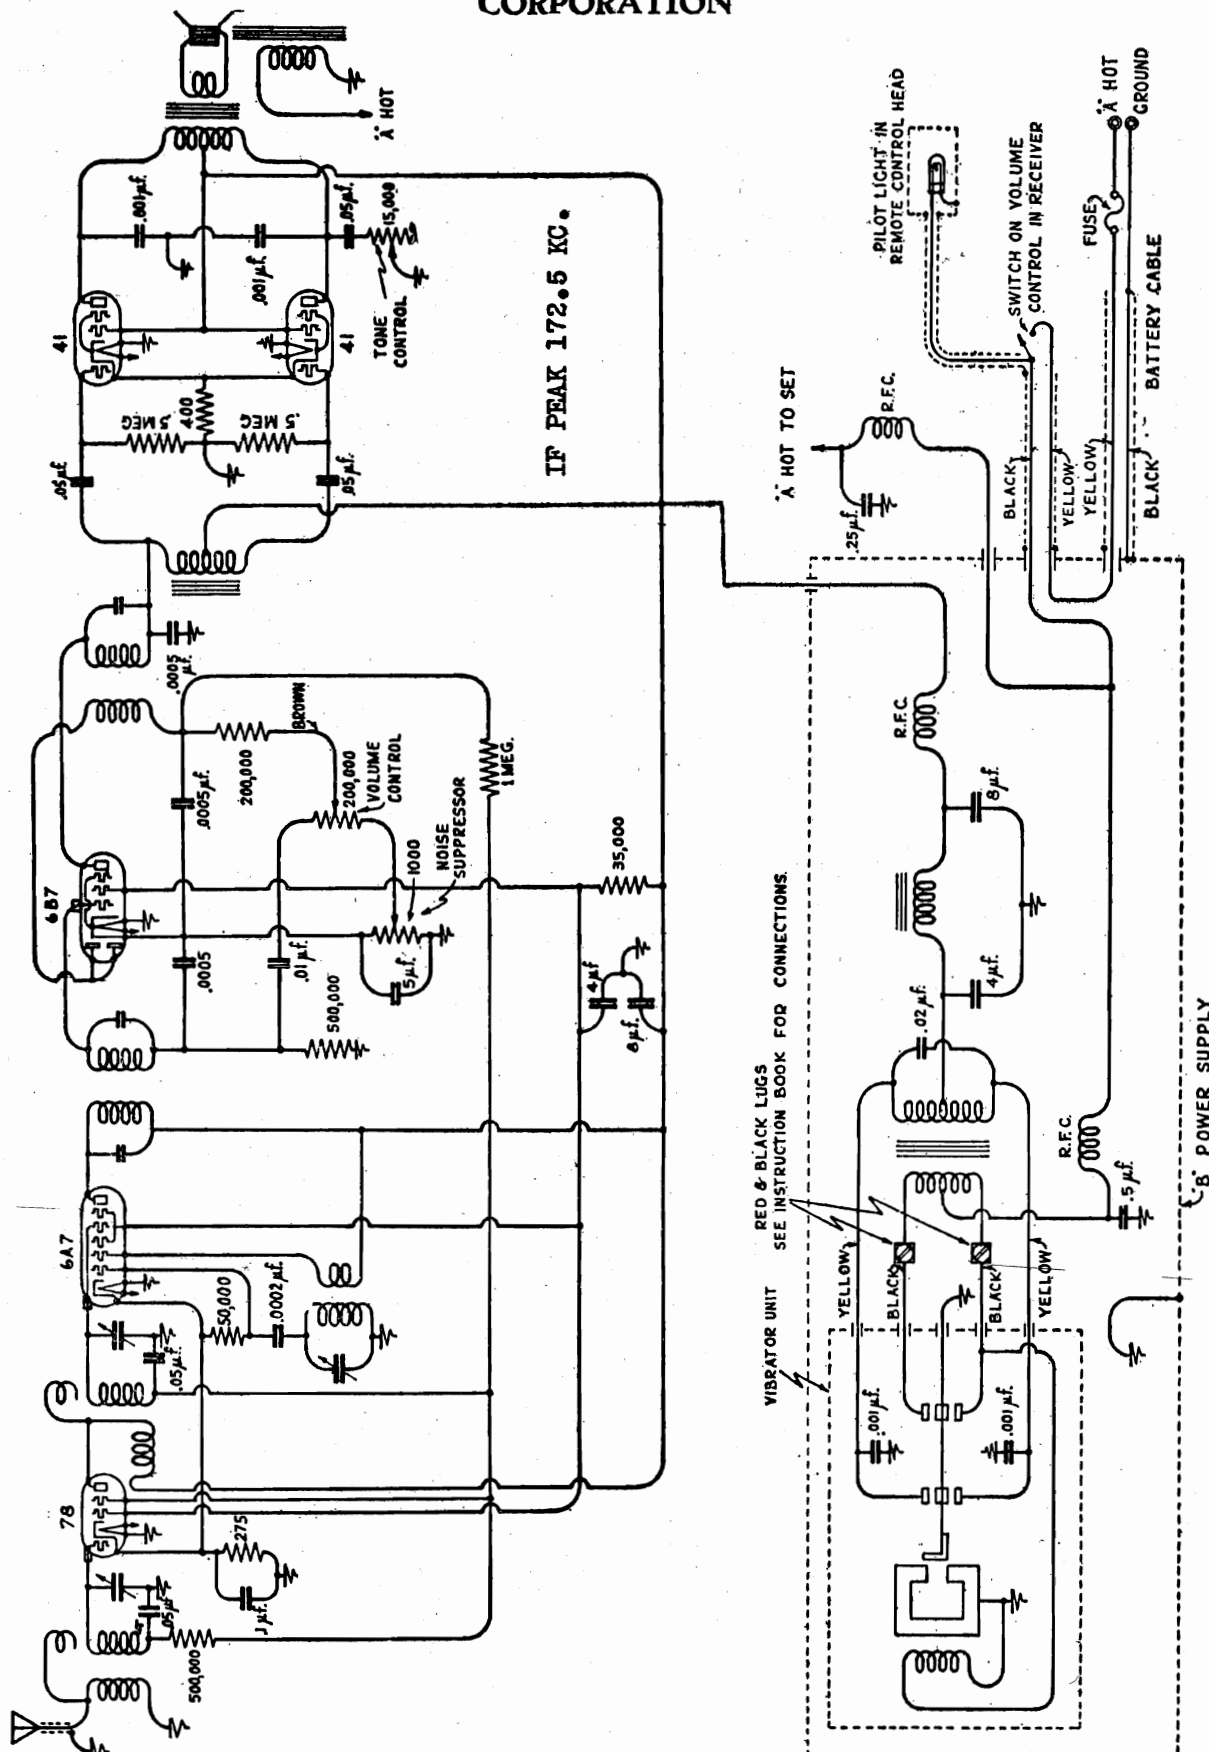 CORPORATION
"A" HOT
.001µf.
.001µf.
.05µf.
15,000
TONE
CONTROL
41
41
.5 MEG
400
.5 MEG
.05µf
.05µf.
IF PEAK 172.5 KC.
PILOT LIGHT IN
REMOTE CONTROL HEAD
SWITCH ON VOLUME
CONTROL IN RECEIVER
FUSE
"A" HOT
GROUND
BATTERY CABLE
BLACK
YELLOW
YELLOW
BLACK
"A" HOT TO SET
R.F.C.
.25µf.
.0005
µf.
BROWN
200,000
.0005µf.
200,000
VOLUME
CONTROL
1 MEG.
1000
NOISE
SUPPRESSOR
6B7
.0005
.01µf.
5µf.
500,000
35,000
4µf
8µf.
R.F.C.
8µf.
4µf.
.02µf.
RED & BLACK LUGS
SEE INSTRUCTION BOOK FOR CONNECTIONS.
R.F.C.
.5µf.
"B" POWER SUPPLY
6A7
50,000
.0002µf.
.05µf.
VIBRATOR UNIT
YELLOW
BLACK
BLACK
YELLOW
.001µf.
.001µf.
78
275
.1µf.
.05µf
500,000